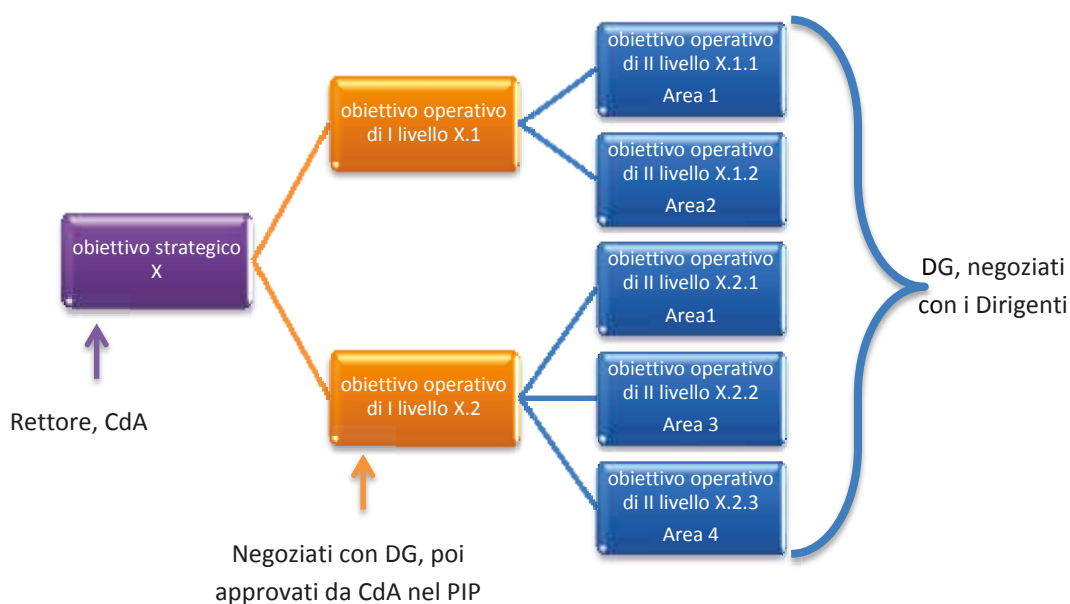 obiettivo strategico
X
Rettore, CdA
obiettivo operativo
di I livello X.1
obiettivo operativo
di I livello X.2
Negoziati con DG, poi
approvati da CdA nel PIP
obiettivo operativo
di II livello X.1.1
Area 1
obiettivo operativo
di II livello X.1.2
Area2
obiettivo operativo
di II livello X.2.1
Area1
obiettivo operativo
di II livello X.2.2
Area 3
obiettivo operativo
di II livello X.2.3
Area 4
DG, negoziati
con i Dirigenti